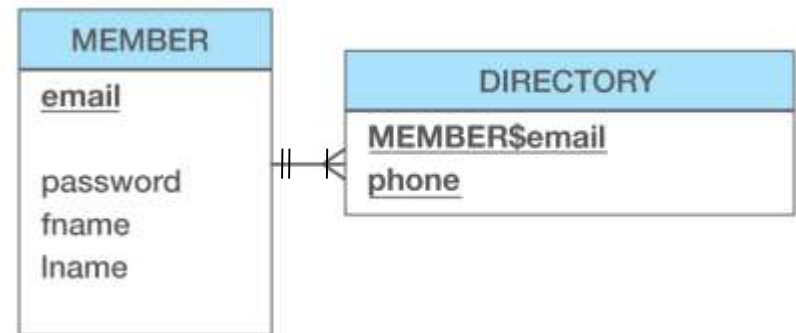 MEMBER
email
password
fname
lname
DIRECTORY
MEMBER$email
phone